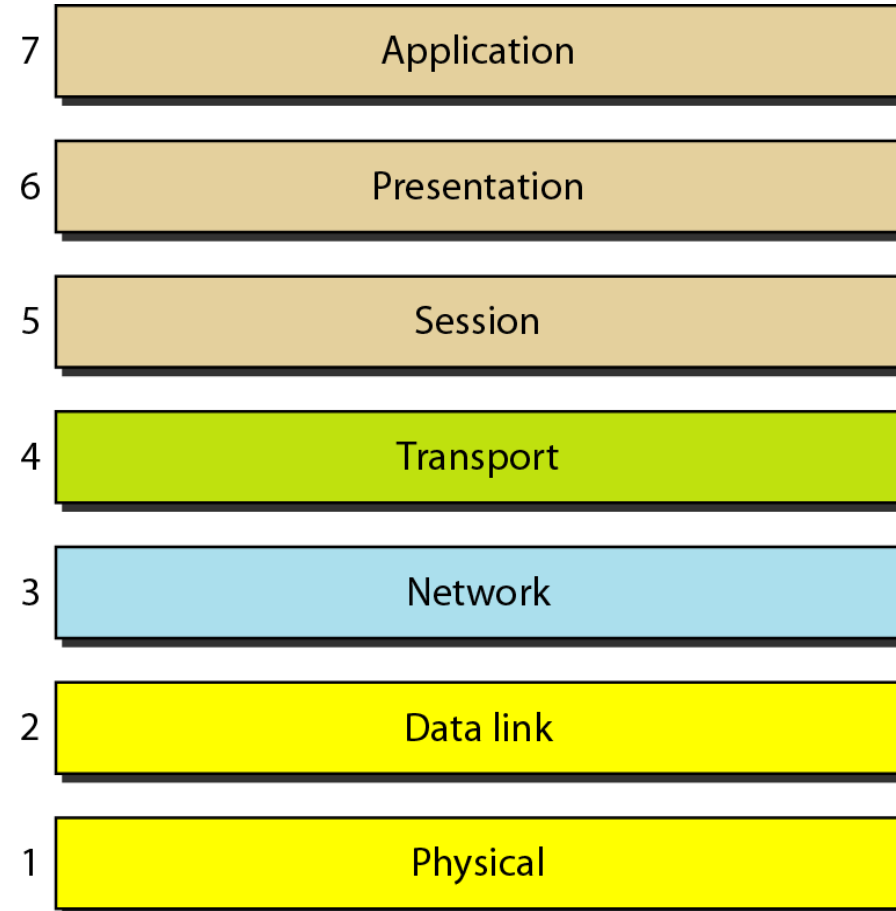 7 Application
6 Presentation
5 Session
4 Transport
3 Network
2 Data link
1 Physical